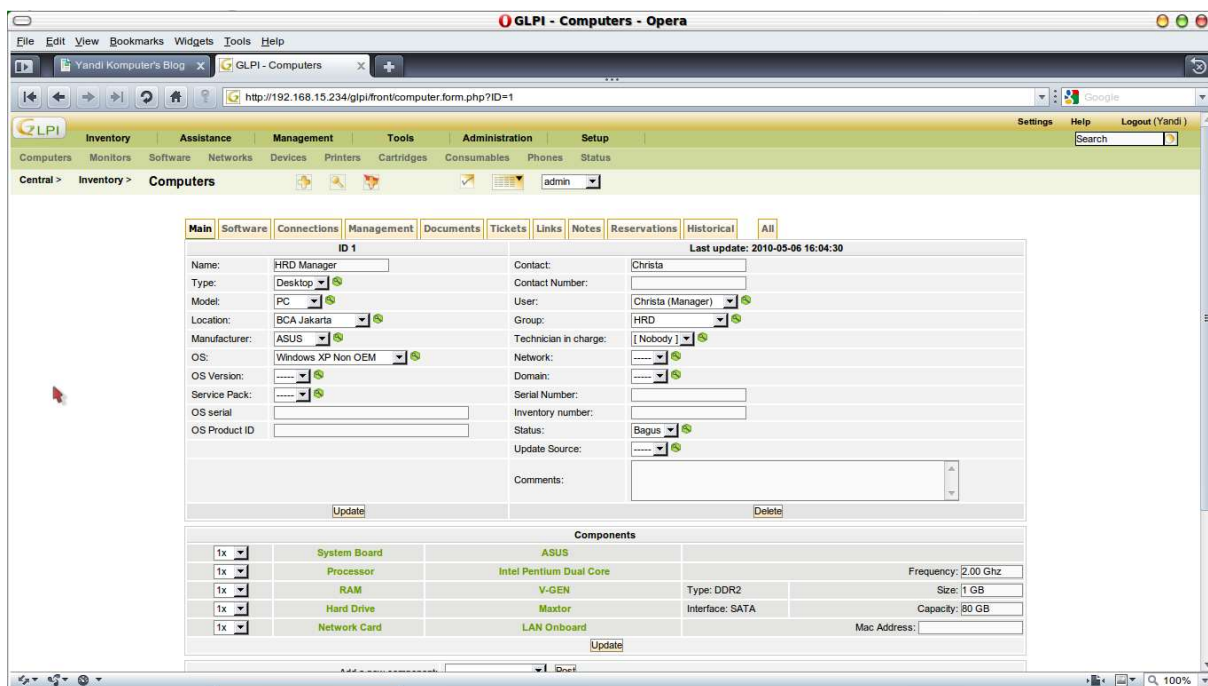 GLPI - Computers - Opera
File Edit View Bookmarks Widgets Tools Help
Yandi Komputer's Blog X GLPI - Computers X
http://192.168.15.234/glpi/front/computer.form.php?ID=1 Google
GLPI Settings Help Logout (Yandi )
Inventory Assistance Management Tools Administration Setup Search
Computers Monitors Software Networks Devices Printers Cartridges Consumables Phones Status
Central > Inventory > Computers admin
Main Software Connections Management Documents Tickets Links Notes Reservations Historical All
ID 1 Last update: 2010-05-06 16:04:30
Name: HRD Manager Contact: Christa
Type: Desktop Contact Number:
Model: PC User: Christa (Manager)
Location: BCA Jakarta Group: HRD
Manufacturer: ASUS Technician in charge: [ Nobody ]
OS: Windows XP Non OEM Network: -----
OS Version: ----- Domain: -----
Service Pack: ----- Serial Number:
OS serial Inventory number:
OS Product ID Status: Bagus
Update Source: -----
Comments:
Update Delete
Components
1x System Board ASUS
1x Processor Intel Pentium Dual Core Frequency: 2.00 Ghz
1x RAM V-GEN Type: DDR2 Size: 1 GB
1x Hard Drive Maxtor Interface: SATA Capacity: 80 GB
1x Network Card LAN Onboard Mac Address:
Update
Add a new component: Post
100%